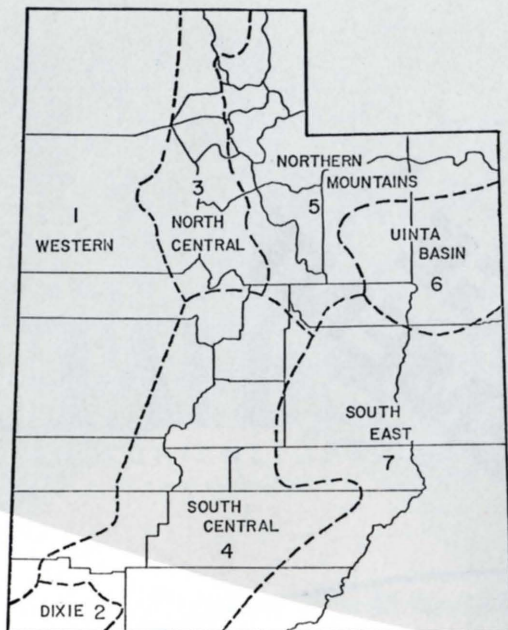 NORTHERN
MOUNTAINS
5
3
NORTH
CENTRAL
1
WESTERN
UINTA
BASIN
6
SOUTH
EAST
7
SOUTH
CENTRAL
4
DIXIE 2